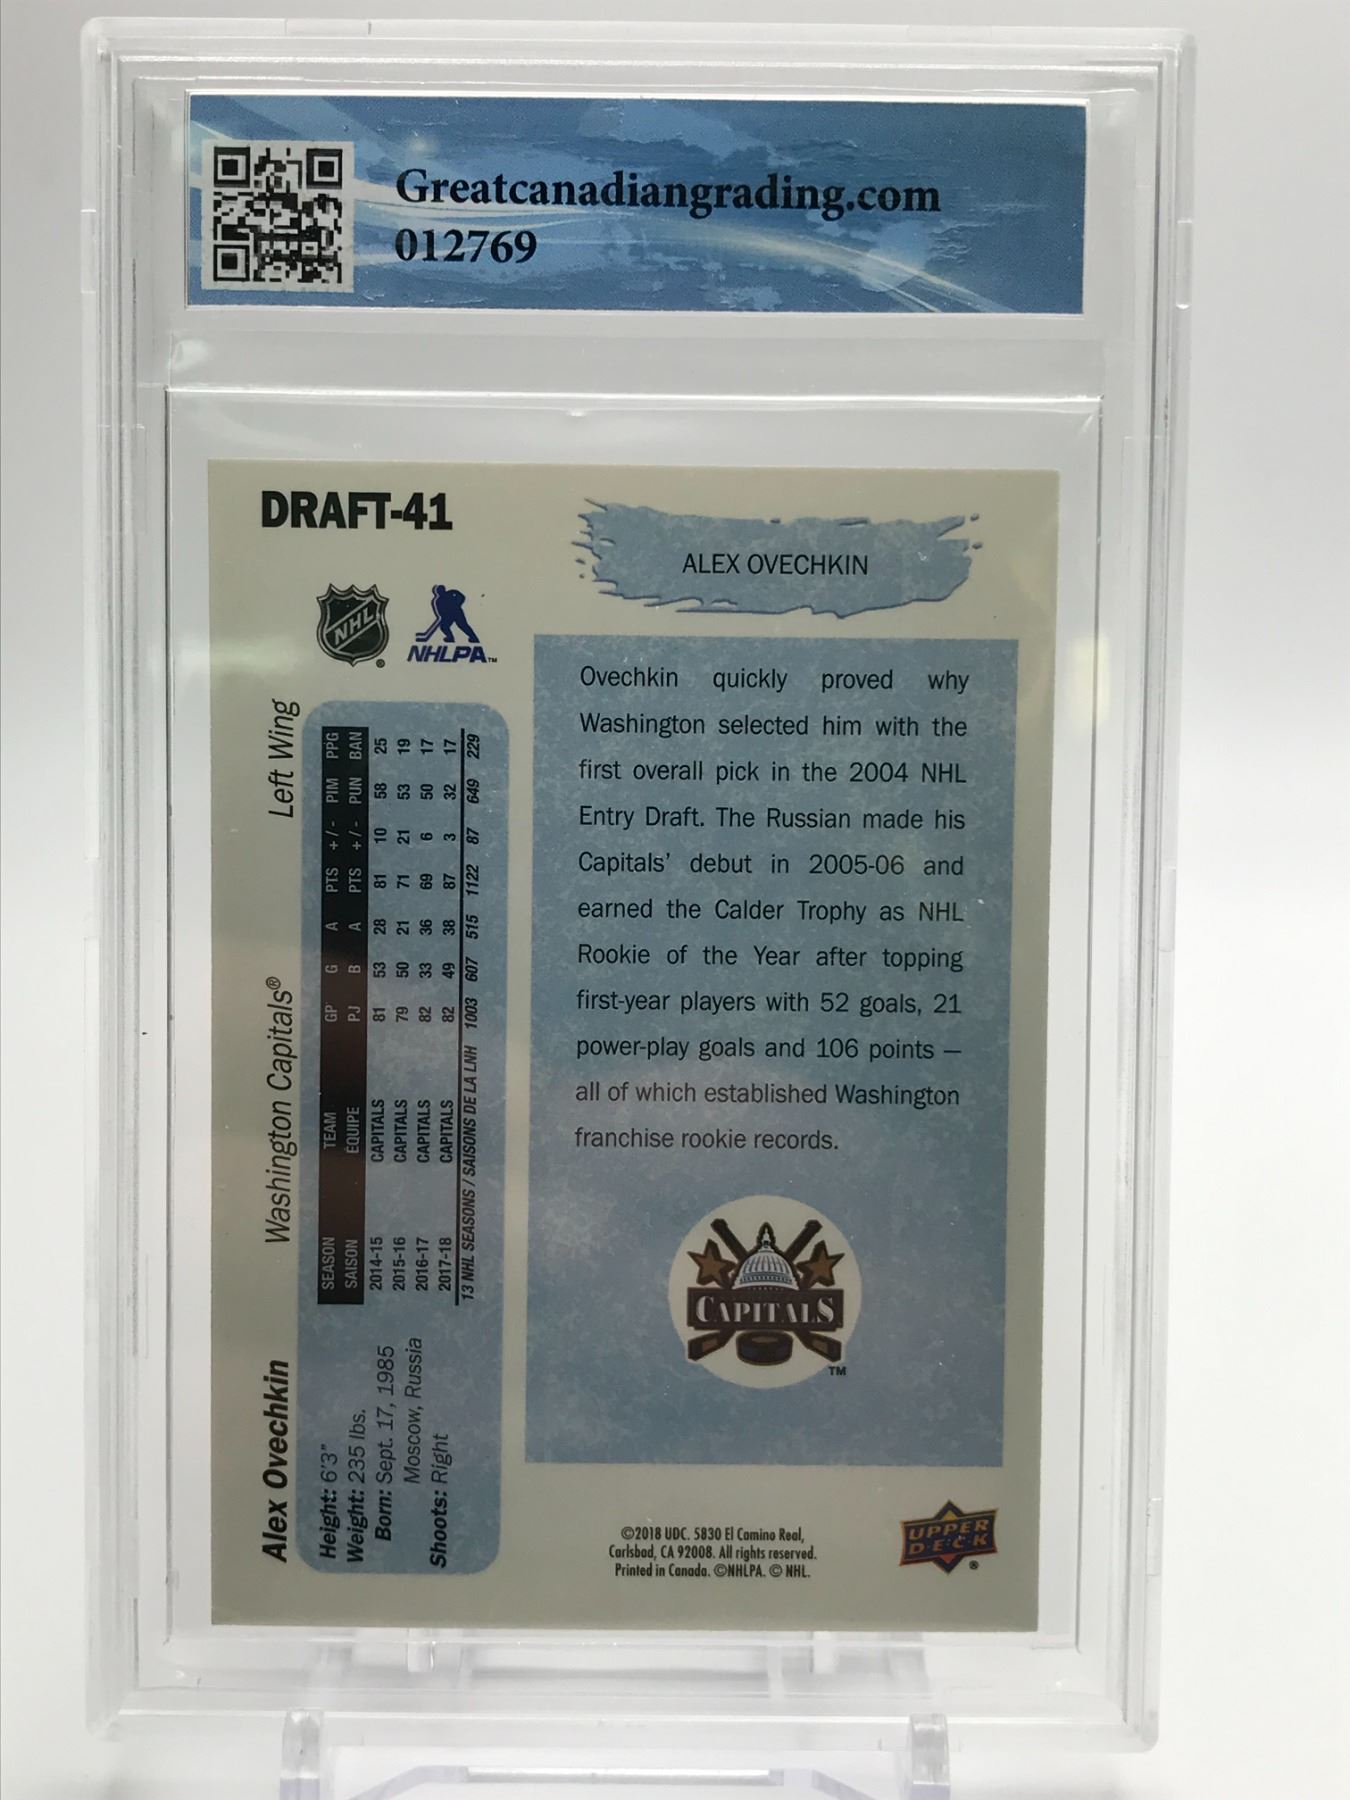 Greatcanadiangrading.com
012769
DRAFT-41
NHL
®
NHLPA™
ALEX OVECHKIN
Ovechkin quickly proved why
Washington selected him with the
first overall pick in the 2004 NHL
Entry Draft. The Russian made his
Capitals' debut in 2005-06 and
earned the Calder Trophy as NHL
Rookie of the Year after topping
first-year players with 52 goals, 21
power-play goals and 106 points —
all of which established Washington
franchise rookie records.
CAPITALS
™
Alex Ovechkin Washington Capitals® Left Wing
Height: 6'3"
Weight: 235 lbs.
Born: Sept. 17, 1985
Moscow, Russia
Shoots: Right
SEASON TEAM GP G A PTS +/- PIM PPG
SAISON ÉQUIPE PJ B A PTS +/- PUN BAN
2014-15 CAPITALS 81 53 28 81 10 58 25
2015-16 CAPITALS 79 50 21 71 21 53 19
2016-17 CAPITALS 82 33 36 69 6 50 17
2017-18 CAPITALS 82 49 38 87 3 32 17
13 NHL SEASONS / SAISONS DE LA LNH 1003 607 515 1122 87 649 229
©2018 UDC. 5830 El Camino Real,
Carlsbad, CA 92008. All rights reserved.
Printed in Canada. ©NHLPA. © NHL.
UPPER
DECK
®